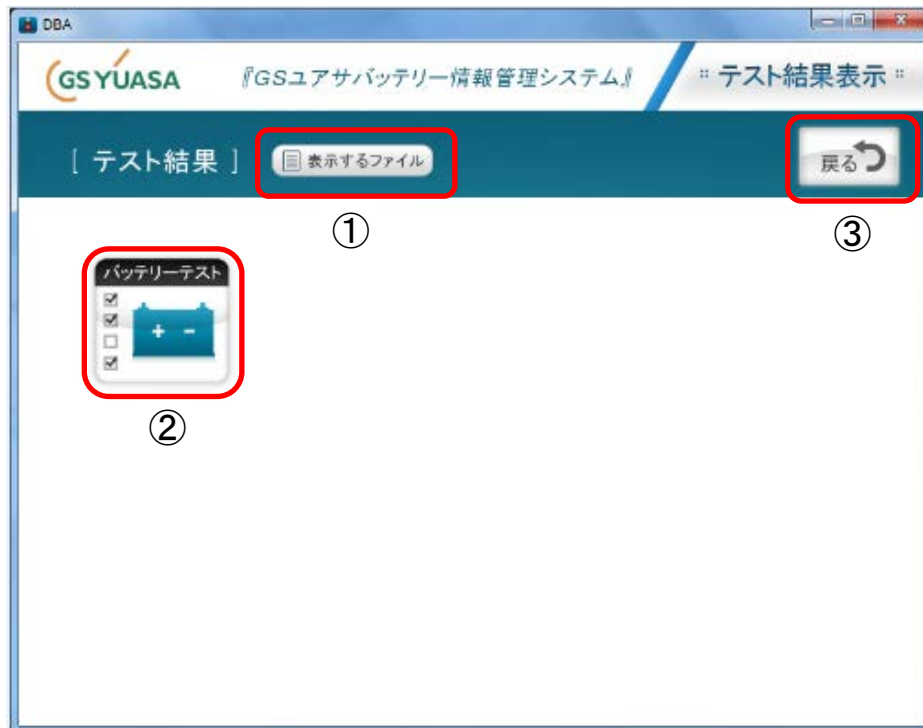 DBA
GS YUASA 『GSユアサバッテリー情報管理システム』 :: テスト結果表示 ::
[ テスト結果 ] 表示するファイル 戻る
① ③
バッテリーテスト
+ -
②